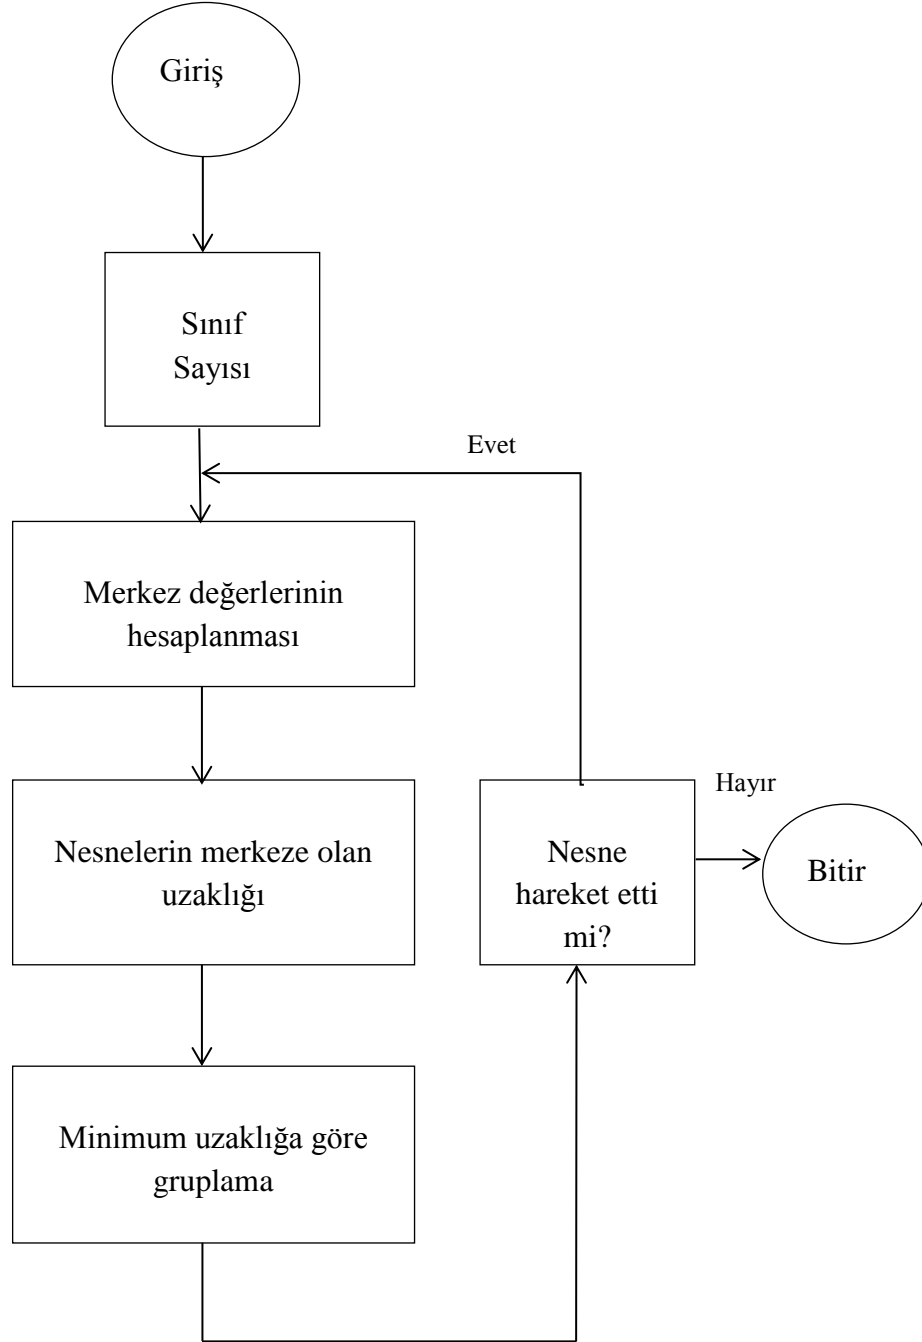 Giriş
Sınıf
Sayısı
Evet
Merkez değerlerinin
hesaplanması
Nesnelerin merkeze olan
uzaklığı
Nesne
hareket etti
mi?
Hayır
Bitir
Minimum uzaklığa göre
gruplama